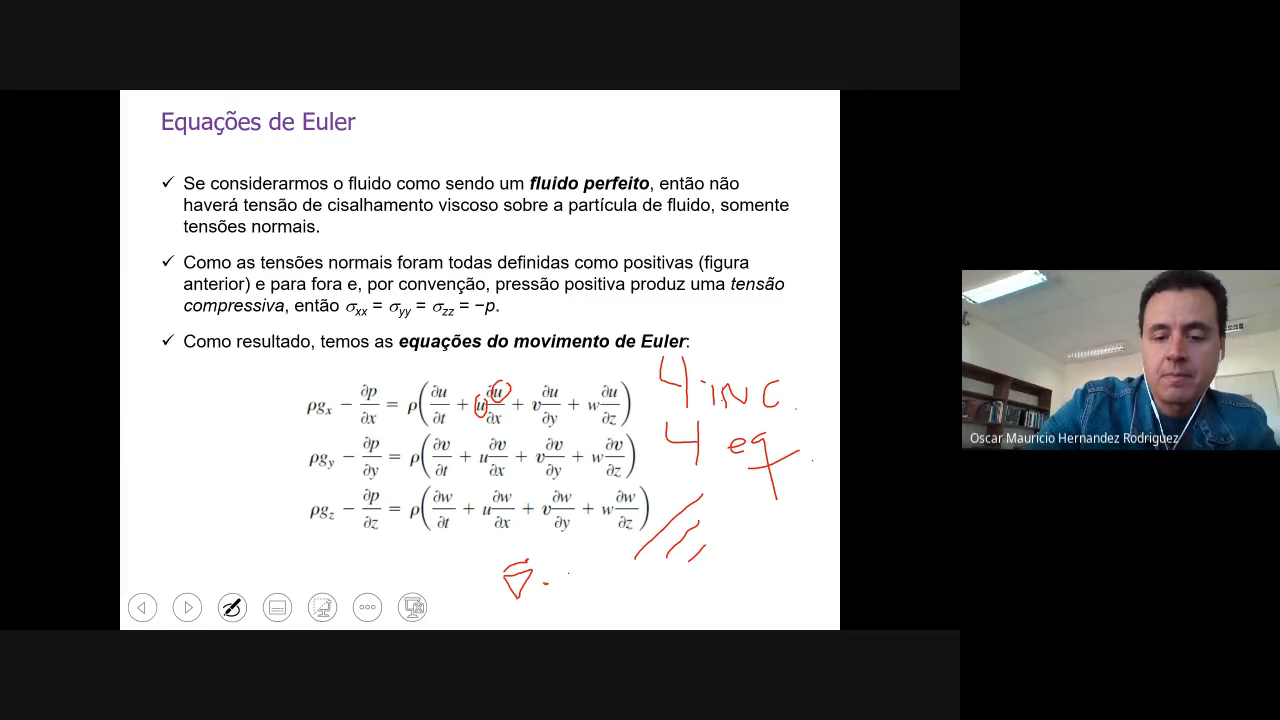 Equações de Euler
✓ Se considerarmos o fluido como sendo um fluido perfeito, então não
haverá tensão de cisalhamento viscoso sobre a partícula de fluido, somente
tensões normais.
✓ Como as tensões normais foram todas definidas como positivas (figura
anterior) e para fora e, por convenção, pressão positiva produz uma tensão
compressiva, então σxx = σyy = σzz = −p.
✓ Como resultado, temos as equações do movimento de Euler:
ρgx − ∂p/∂x = ρ(∂u/∂t + u ∂u/∂x + v ∂u/∂y + w ∂u/∂z)
4 inc
ρgy − ∂p/∂y = ρ(∂v/∂t + u ∂v/∂x + v ∂v/∂y + w ∂v/∂z)
4 eq
ρgz − ∂p/∂z = ρ(∂w/∂t + u ∂w/∂x + v ∂w/∂y + w ∂w/∂z)
∇ ·
Oscar Mauricio Hernandez Rodriguez